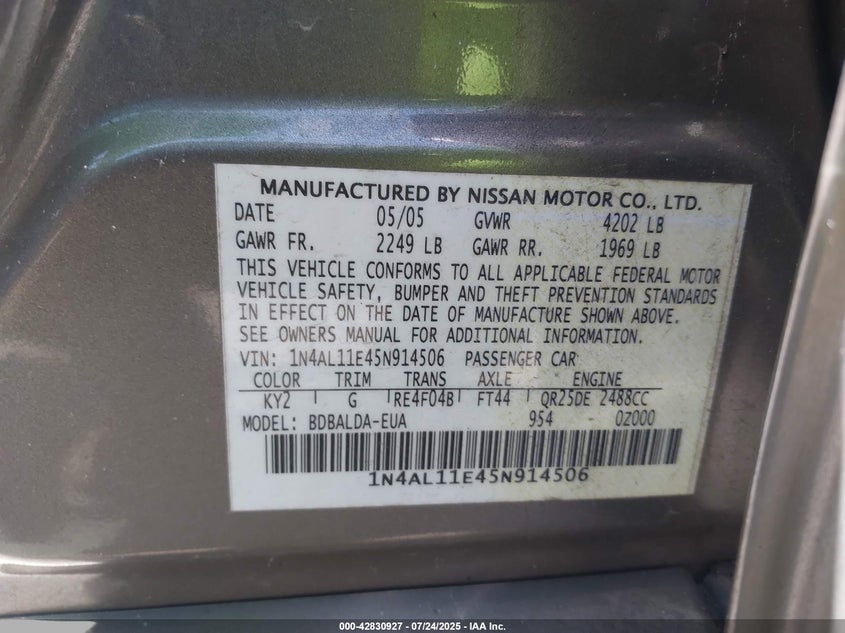 MANUFACTURED BY NISSAN MOTOR CO., LTD.
DATE 05/05 GVWR 4202 LB
GAWR FR. 2249 LB GAWR RR. 1969 LB
THIS VEHICLE CONFORMS TO ALL APPLICABLE FEDERAL MOTOR
VEHICLE SAFETY, BUMPER AND THEFT PREVENTION STANDARDS
IN EFFECT ON THE DATE OF MANUFACTURE SHOWN ABOVE.
SEE OWNERS MANUAL FOR ADDITIONAL INFORMATION.
VIN: 1N4AL11E45N914506 PASSENGER CAR
COLOR TRIM TRANS AXLE ENGINE
KY2 G RE4F04B FT44 QR25DE 2488CC
MODEL: BDBALDA-EUA 954 0Z000
1N4AL11E45N914506
000-42830927 - 07/24/2025 - IAA Inc.